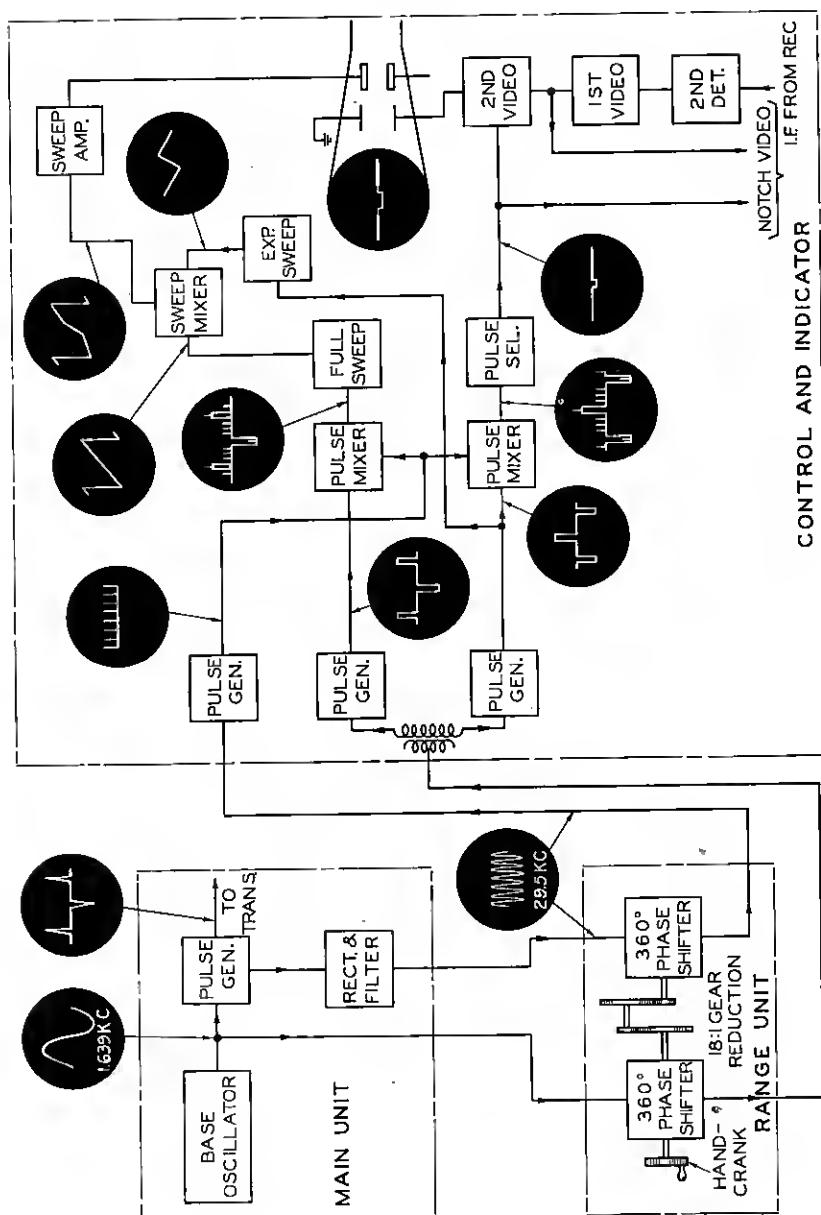 1.639KC
BASE
OSCILLATOR
PULSE
GEN.
TO
TRANS.
RECT. &
FILTER
MAIN UNIT
29.5 KC
360°
PHASE
SHIFTER
360°
PHASE
SHIFTER
HAND-
CRANK
18:1 GEAR
REDUCTION
RANGE UNIT
PULSE
GEN.
PULSE
GEN.
PULSE
GEN.
PULSE
MIXER
PULSE
MIXER
FULL
SWEEP
SWEEP
MIXER
EXP.
SWEEP
SWEEP
AMP.
PULSE
SEL.
2ND
VIDEO
1ST
VIDEO
2ND
DET.
NOTCH VIDEO
I.F. FROM REC
CONTROL AND INDICATOR